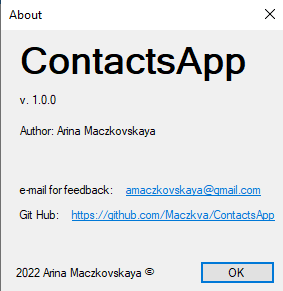 About
ContactsApp
v. 1.0.0
Author: Arina Maczkovskaya
e-mail for feedback: amaczkovskaya@gmail.com
Git Hub: https://github.com/Maczkva/ContactsApp
2022 Arina Maczkovskaya ©
OK